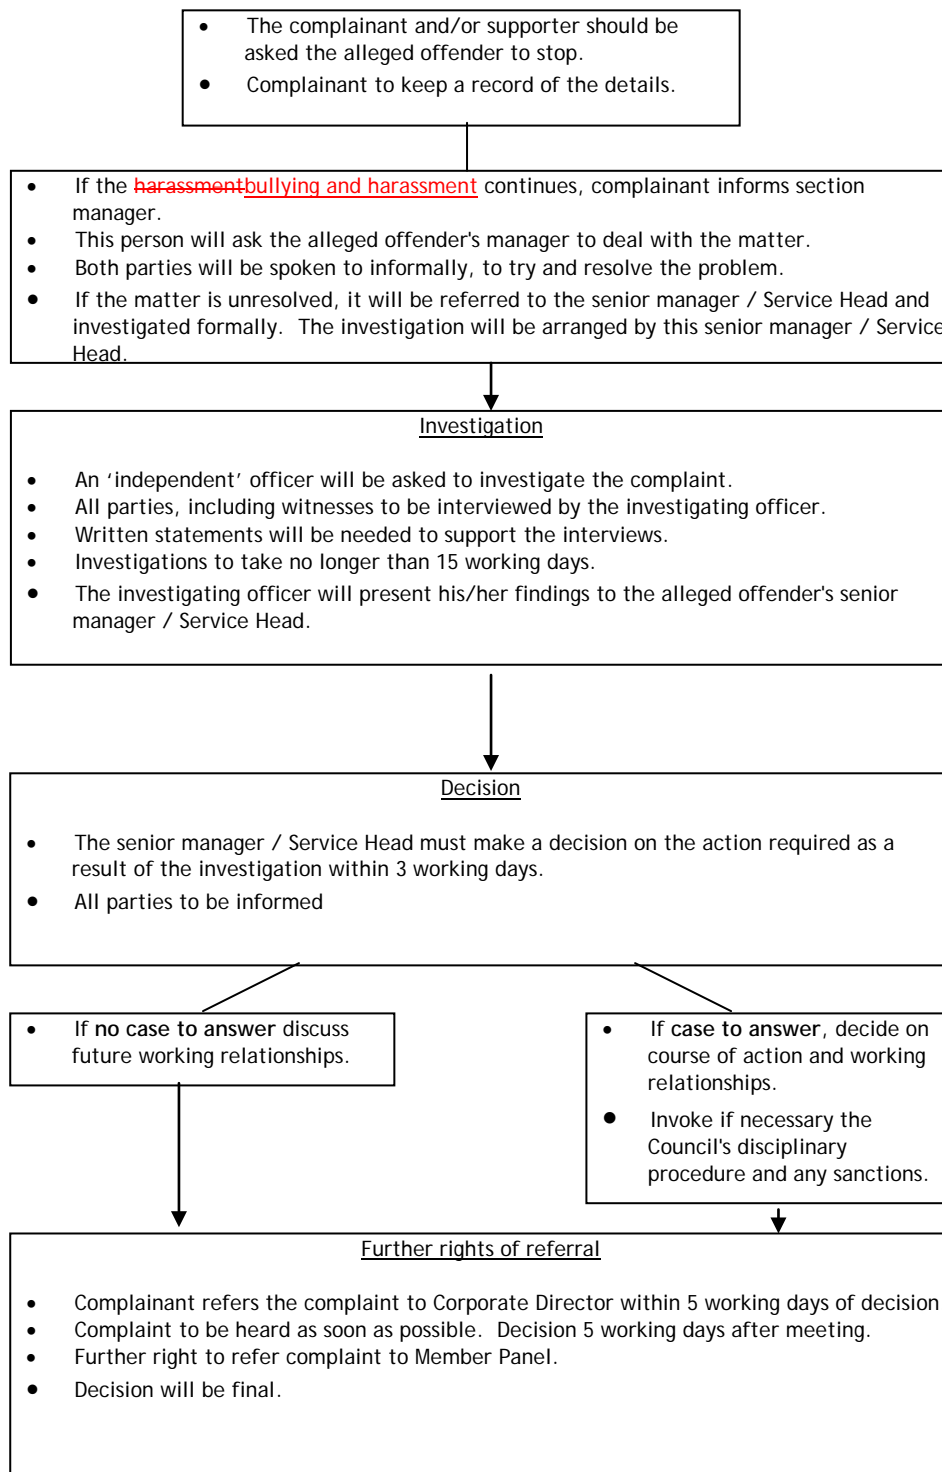 • The complainant and/or supporter should be
asked the alleged offender to stop.
• Complainant to keep a record of the details.
• If the harassmentbullying and harassment continues, complainant informs section
manager.
• This person will ask the alleged offender's manager to deal with the matter.
• Both parties will be spoken to informally, to try and resolve the problem.
• If the matter is unresolved, it will be referred to the senior manager / Service Head and
investigated formally. The investigation will be arranged by this senior manager / Service
Head.
Investigation
• An ‘independent’ officer will be asked to investigate the complaint.
• All parties, including witnesses to be interviewed by the investigating officer.
• Written statements will be needed to support the interviews.
• Investigations to take no longer than 15 working days.
• The investigating officer will present his/her findings to the alleged offender's senior
manager / Service Head.
Decision
• The senior manager / Service Head must make a decision on the action required as a
result of the investigation within 3 working days.
• All parties to be informed
• If no case to answer discuss
future working relationships.
• If case to answer, decide on
course of action and working
relationships.
• Invoke if necessary the
Council's disciplinary
procedure and any sanctions.
Further rights of referral
• Complainant refers the complaint to Corporate Director within 5 working days of decision
• Complaint to be heard as soon as possible. Decision 5 working days after meeting.
• Further right to refer complaint to Member Panel.
• Decision will be final.